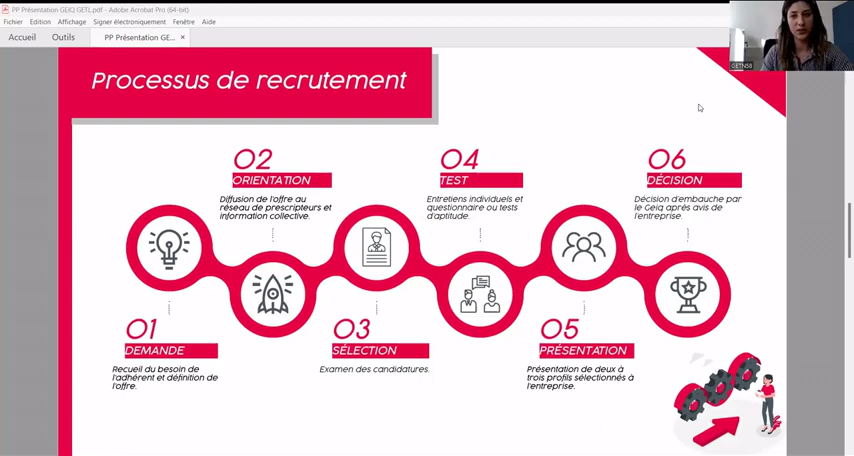 PP Présentation GEIQ GETL.pdf - Adobe Acrobat Pro (64-bit)
Fichier Edition Affichage Signer électroniquement Fenêtre Aide
Accueil Outils PP Présentation GE... ×
Processus de recrutement
02
ORIENTATION
Diffusion de l'offre au
réseau de prescripteurs et
information collective.
04
TEST
Entretiens individuels et
questionnaire ou tests
d'aptitude.
06
DÉCISION
Décision d'embauche par
le Geiq après avis de
l'entreprise.
01
DEMANDE
Recueil du besoin de
l'adhérent et définition de
l'offre.
03
SÉLECTION
Examen des candidatures.
05
PRÉSENTATION
Présentation de deux à
trois profils sélectionnés à
l'entreprise.